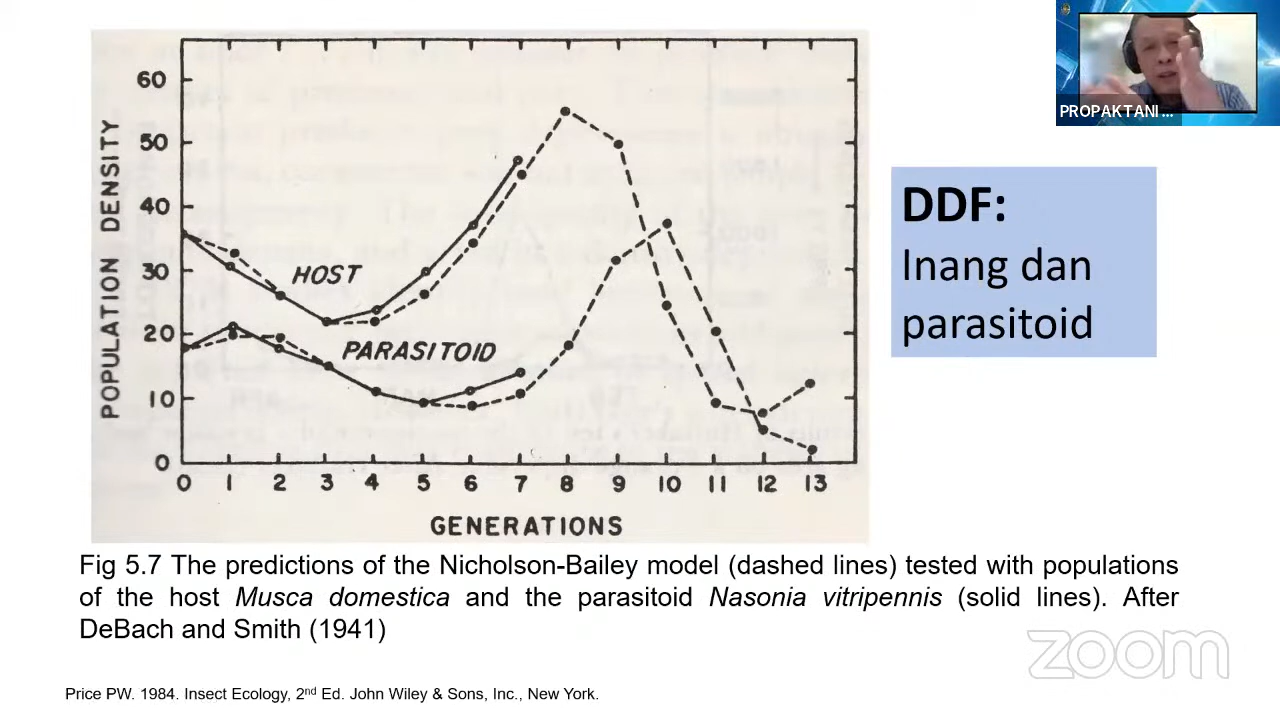 PROPAKTANI ...
DDF:
Inang dan
parasitoid
POPULATION DENSITY
60
50
40
30
20
10
0
HOST
PARASITOID
0 1 2 3 4 5 6 7 8 9 10 11 12 13
GENERATIONS
Fig 5.7 The predictions of the Nicholson-Bailey model (dashed lines) tested with populations
of the host Musca domestica and the parasitoid Nasonia vitripennis (solid lines). After
DeBach and Smith (1941)
zoom
Price PW. 1984. Insect Ecology, 2nd Ed. John Wiley & Sons, Inc., New York.